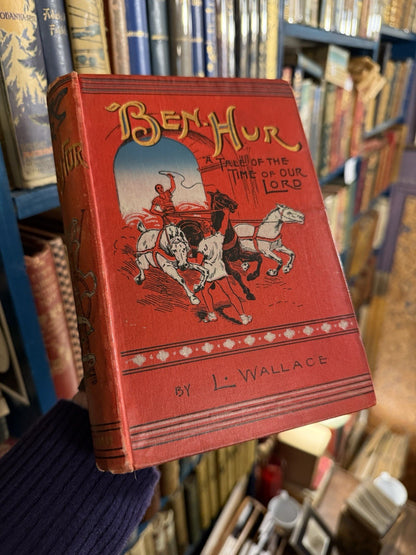 BEN-HUR
A TALE OF THE
TIME OF OUR
LORD
BY L. WALLACE
HUR